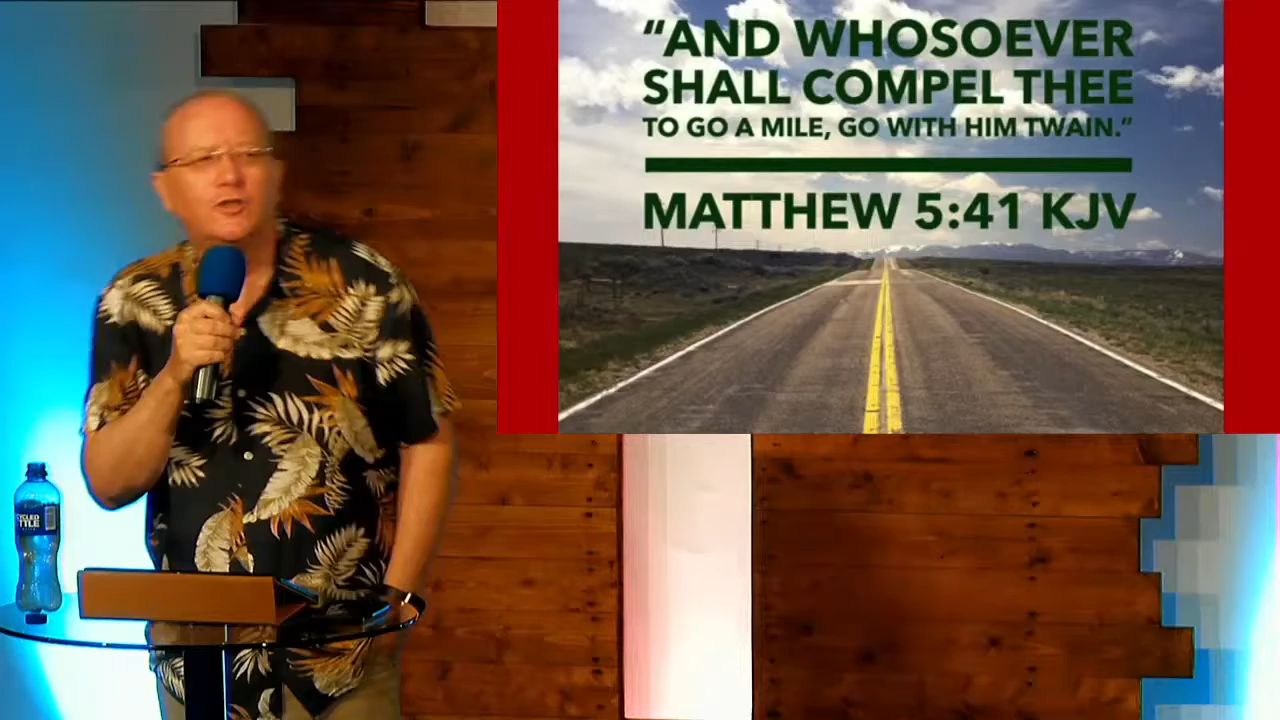 “AND WHOSOEVER
SHALL COMPEL THEE
TO GO A MILE, GO WITH HIM TWAIN.”
MATTHEW 5:41 KJV